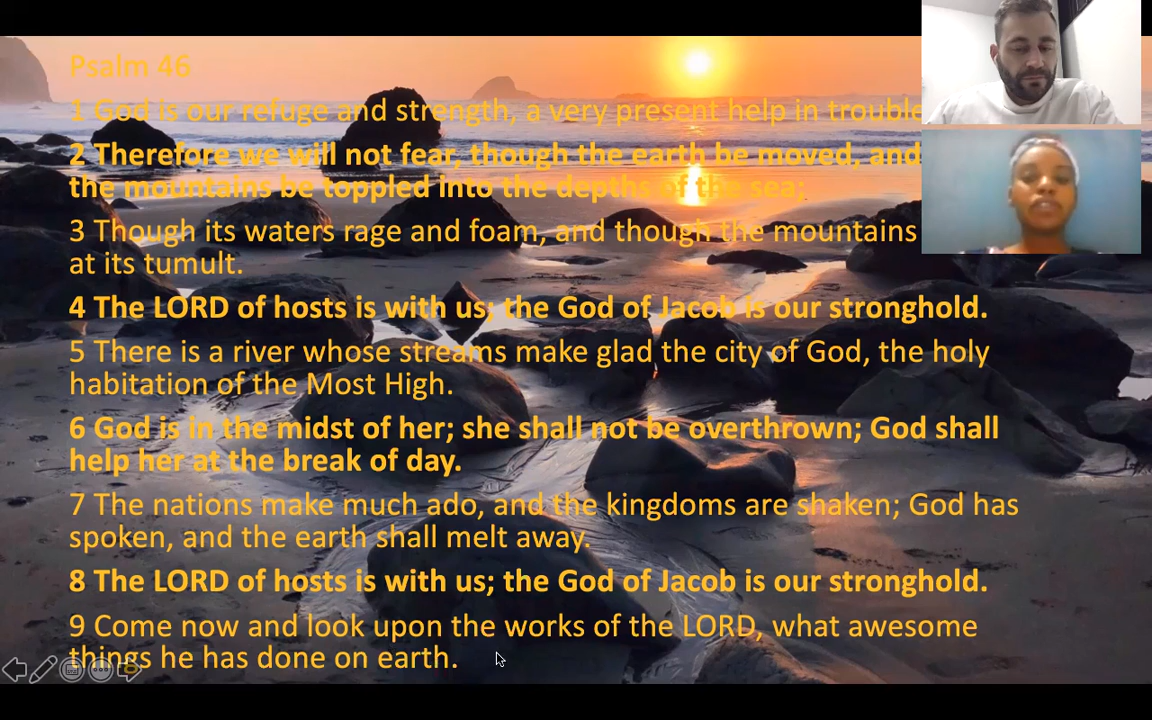 Psalm 46
1 God is our refuge and strength, a very present help in trouble
2 Therefore we will not fear, though the earth be moved, and
the mountains be toppled into the depths of the sea;
3 Though its waters rage and foam, and though the mountains
at its tumult.
4 The LORD of hosts is with us; the God of Jacob is our stronghold.
5 There is a river whose streams make glad the city of God, the holy
habitation of the Most High.
6 God is in the midst of her; she shall not be overthrown; God shall
help her at the break of day.
7 The nations make much ado, and the kingdoms are shaken; God has
spoken, and the earth shall melt away.
8 The LORD of hosts is with us; the God of Jacob is our stronghold.
9 Come now and look upon the works of the LORD, what awesome
things he has done on earth.